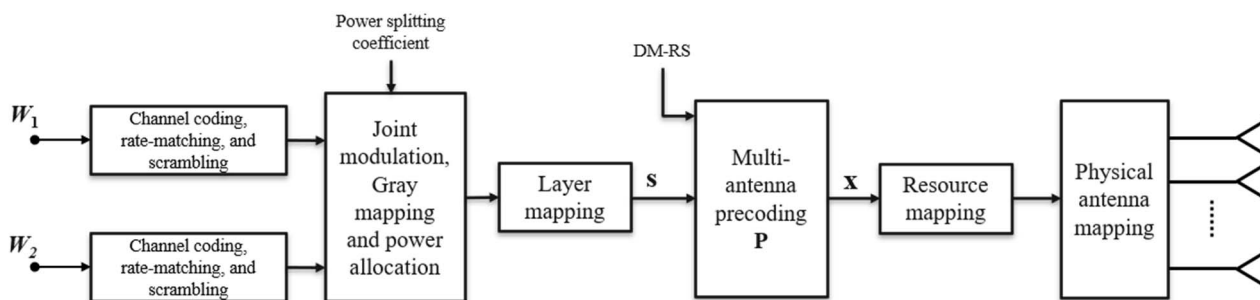 Power splitting
coefficient
DM-RS
W1
Channel coding,
rate-matching, and
scrambling
Joint
modulation,
Gray
mapping
and power
allocation
Layer
mapping
s
Multi-
antenna
precoding
P
x
Resource
mapping
Physical
antenna
mapping
W2
Channel coding,
rate-matching, and
scrambling